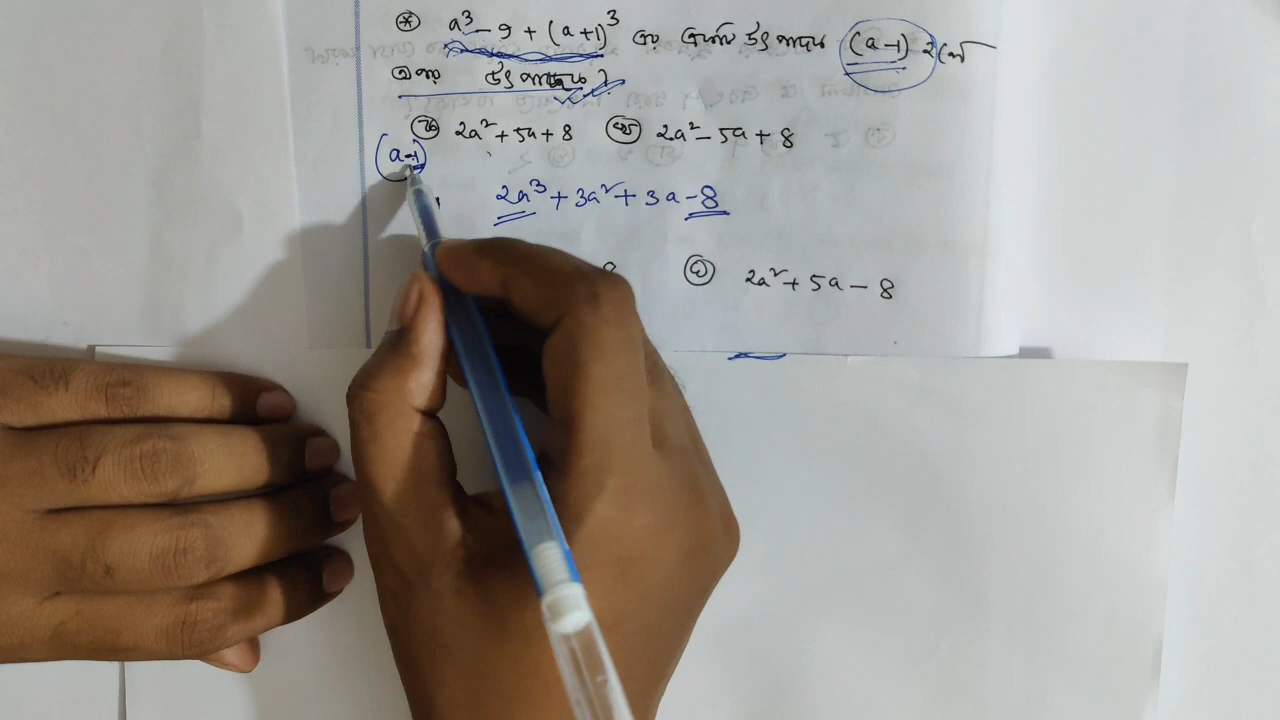 * a³ - 9 + (a+1)³ এর একটি উৎপাদক (a-1) হলে
অপর উৎপাদক ?
ক 2a² + 5a + 8 খ 2a² - 5a + 8
(a-1)
2a³ + 3a² + 3a - 8
8 ঘ 2a² + 5a - 8